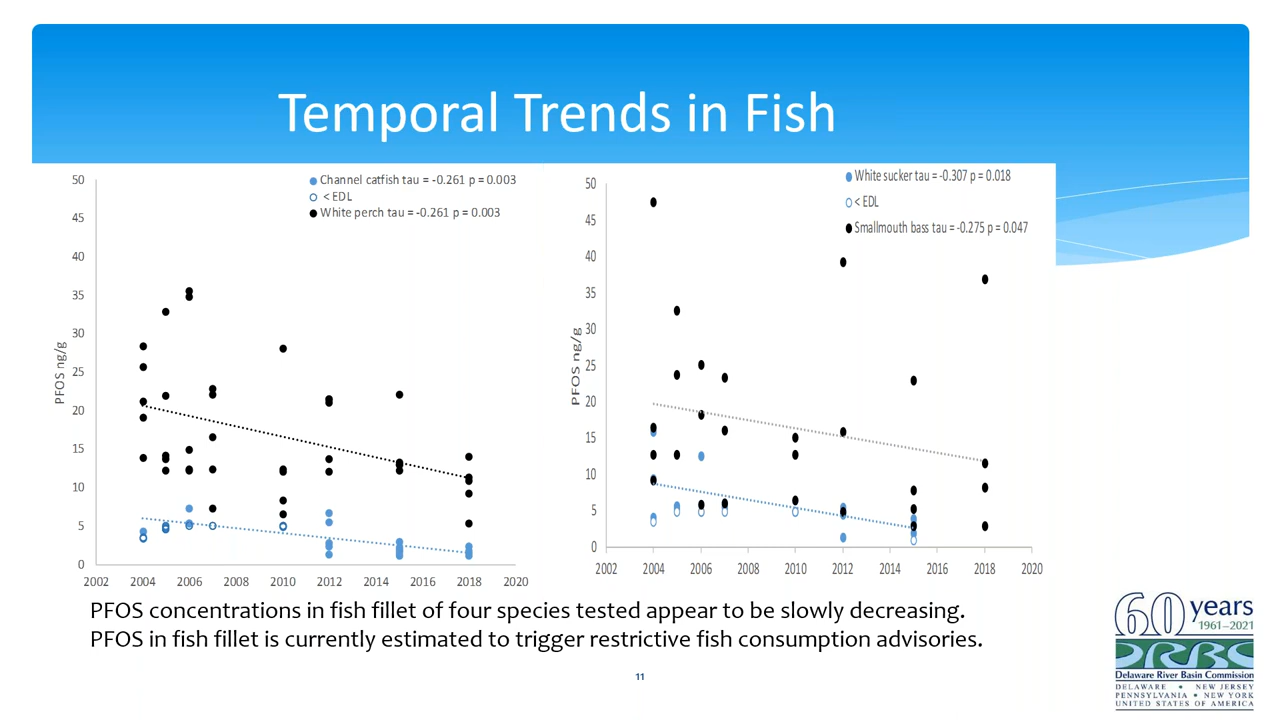 Temporal Trends in Fish
50
45
40
35
30
25
20
15
10
5
0
PFOS ng/g
2002 2004 2006 2008 2010 2012 2014 2016 2018 2020
Channel catfish tau = -0.261 p = 0.003
< EDL
White perch tau = -0.261 p = 0.003
50
45
40
35
30
25
20
15
10
5
0
PFOS ng/g
2002 2004 2006 2008 2010 2012 2014 2016 2018 2020
White sucker tau = -0.307 p = 0.018
< EDL
Smallmouth bass tau = -0.275 p = 0.047
PFOS concentrations in fish fillet of four species tested appear to be slowly decreasing.
PFOS in fish fillet is currently estimated to trigger restrictive fish consumption advisories.
11
60 years
1961–2021
DRBC
Delaware River Basin Commission
DELAWARE • NEW JERSEY
PENNSYLVANIA • NEW YORK
UNITED STATES OF AMERICA